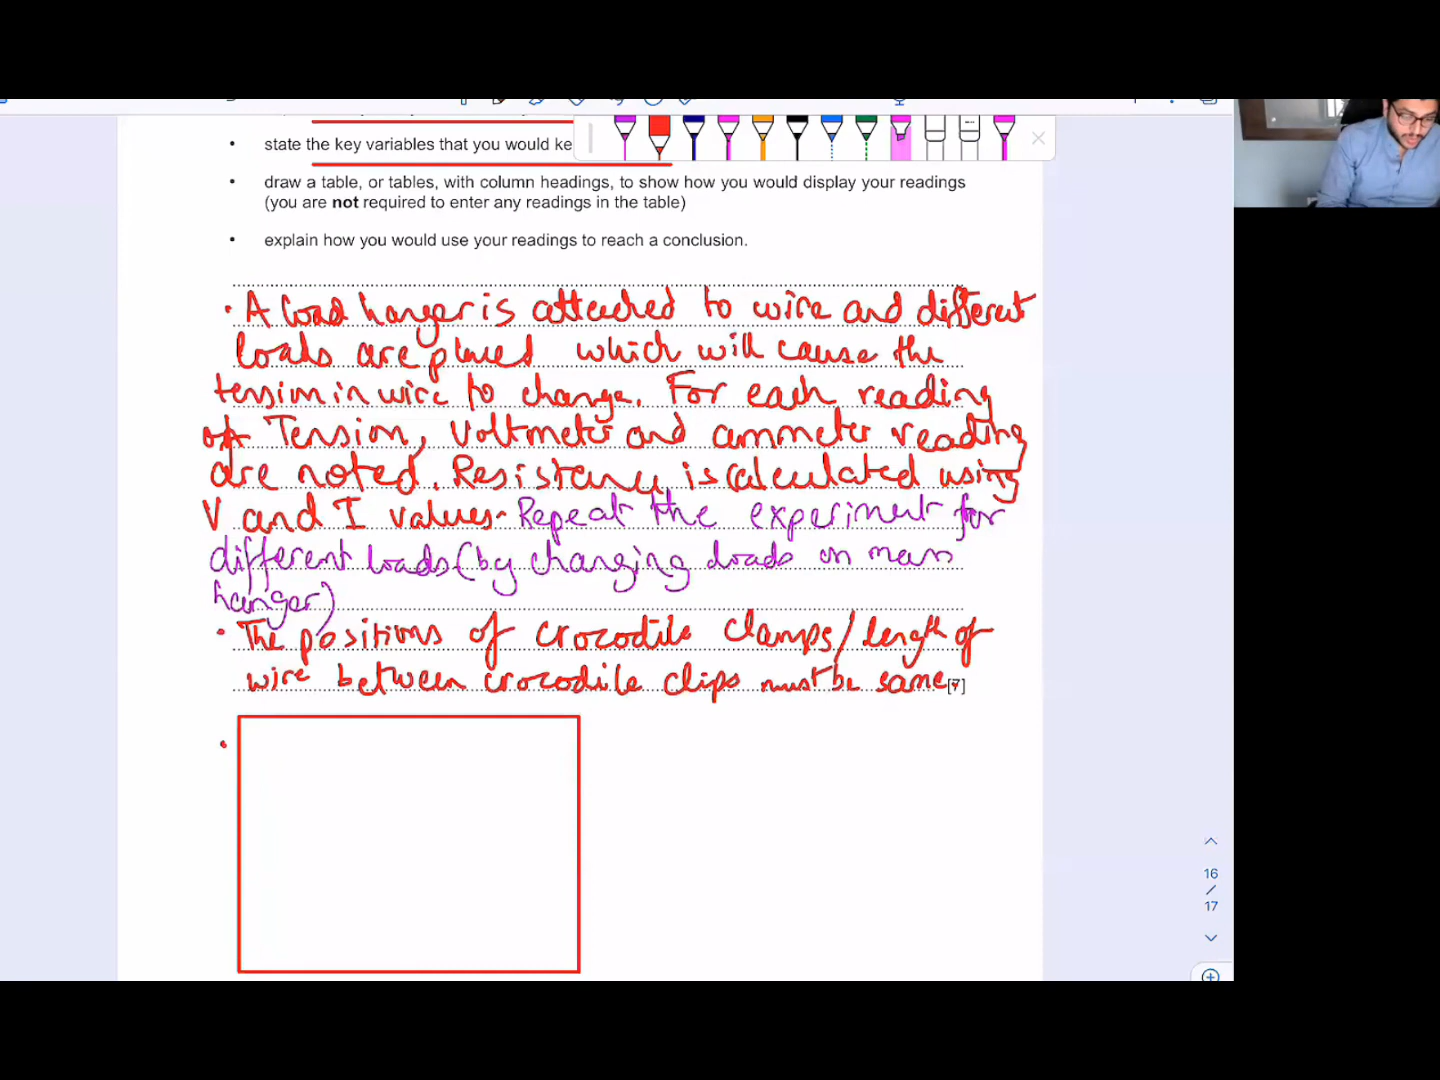 • state the key variables that you would ke
• draw a table, or tables, with column headings, to show how you would display your readings
(you are not required to enter any readings in the table)
• explain how you would use your readings to reach a conclusion.
• A load hanger is attached to wire and different
loads are placed which will cause the
tension in wire to change. For each reading
of Tension, Voltmeter and ammeter reading
are noted. Resistance is calculated using
V and I values. Repeat the experiment for
different loads (by changing loads on mass
hanger)
• The positions of crocodile clamps/length of
wire between crocodile clips must be same.
[7]
16
/
17